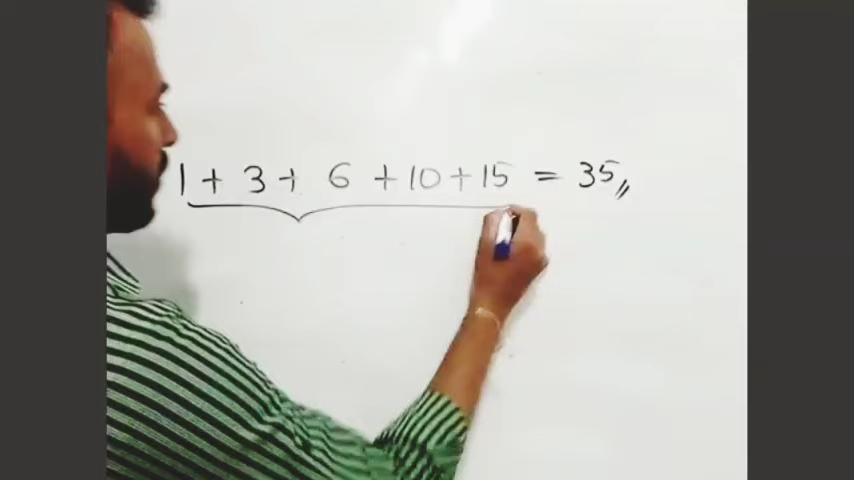 1 + 3 + 6 + 10 + 15 = 35